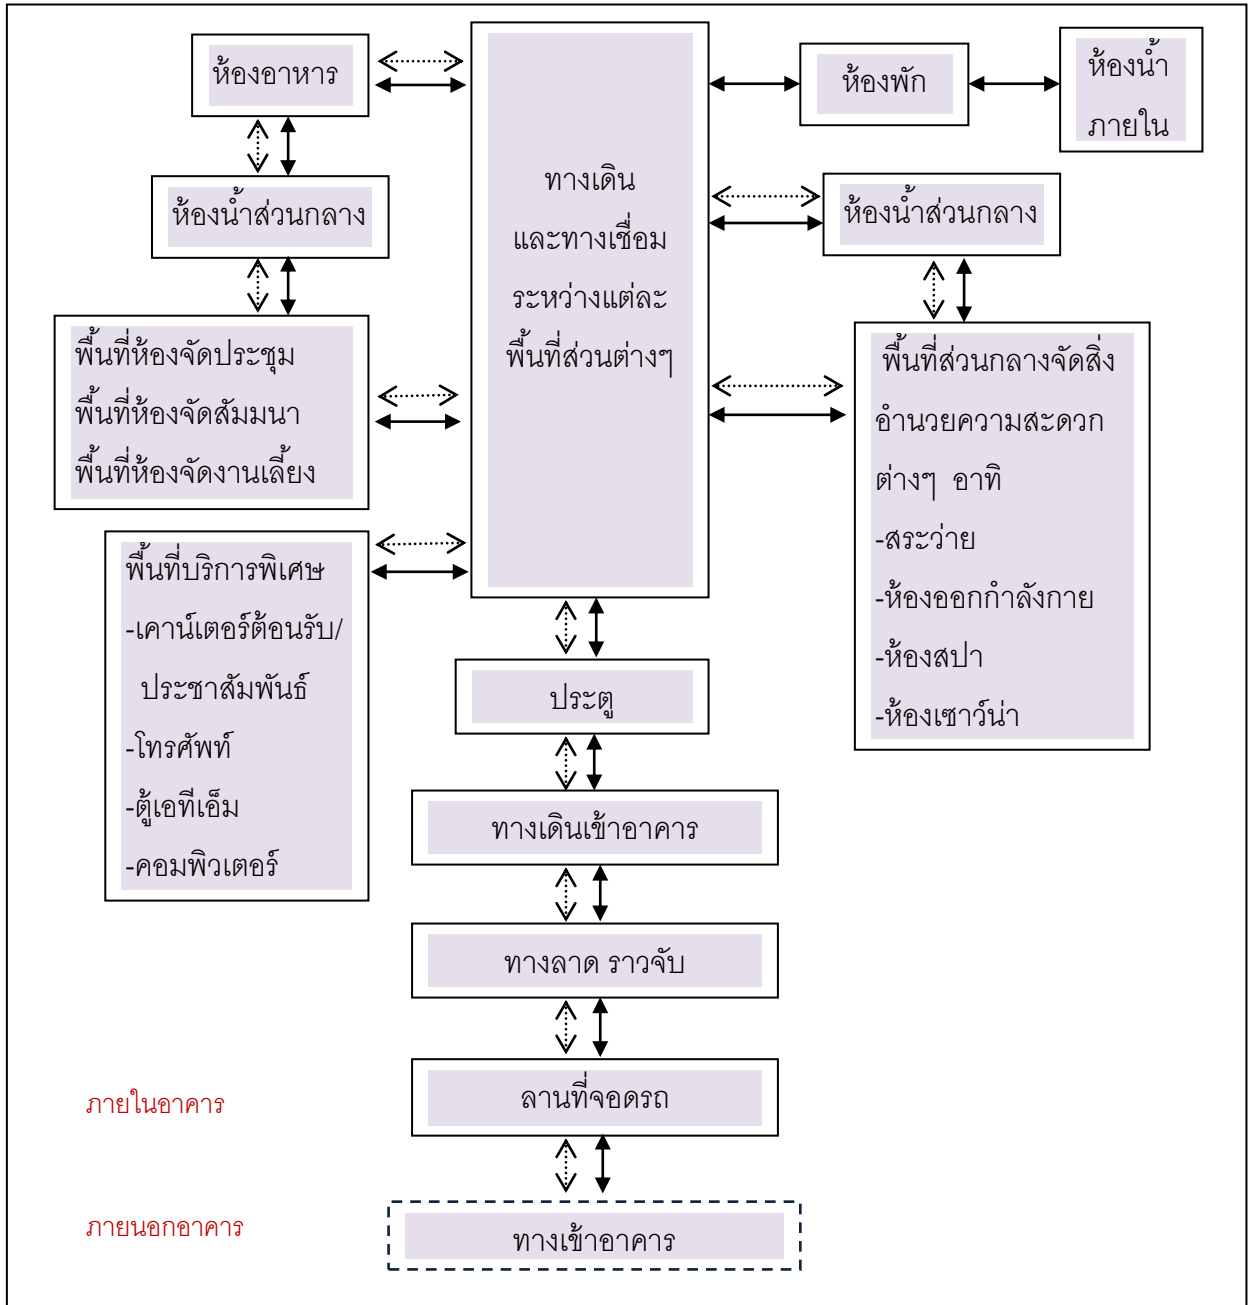 ห้องอาหาร
ห้องน้ำส่วนกลาง
พื้นที่ห้องจัดประชุม
พื้นที่ห้องจัดสัมมนา
พื้นที่ห้องจัดงานเลี้ยง
พื้นที่บริการพิเศษ
-เคาน์เตอร์ต้อนรับ/
ประชาสัมพันธ์
-โทรศัพท์
-ตู้เอทีเอ็ม
-คอมพิวเตอร์
ทางเดิน
และทางเชื่อม
ระหว่างแต่ละ
พื้นที่ส่วนต่างๆ
ห้องพัก
ห้องน้ำ
ภายใน
ห้องน้ำส่วนกลาง
พื้นที่ส่วนกลางจัดสิ่ง
อำนวยความสะดวก
ต่างๆ อาทิ
-สระว่าย
-ห้องออกกำลังกาย
-ห้องสปา
-ห้องเซาว์น่า
ประตู
ทางเดินเข้าอาคาร
ทางลาด ราวจับ
ลานที่จอดรถ
ภายในอาคาร
ภายนอกอาคาร
ทางเข้าอาคาร